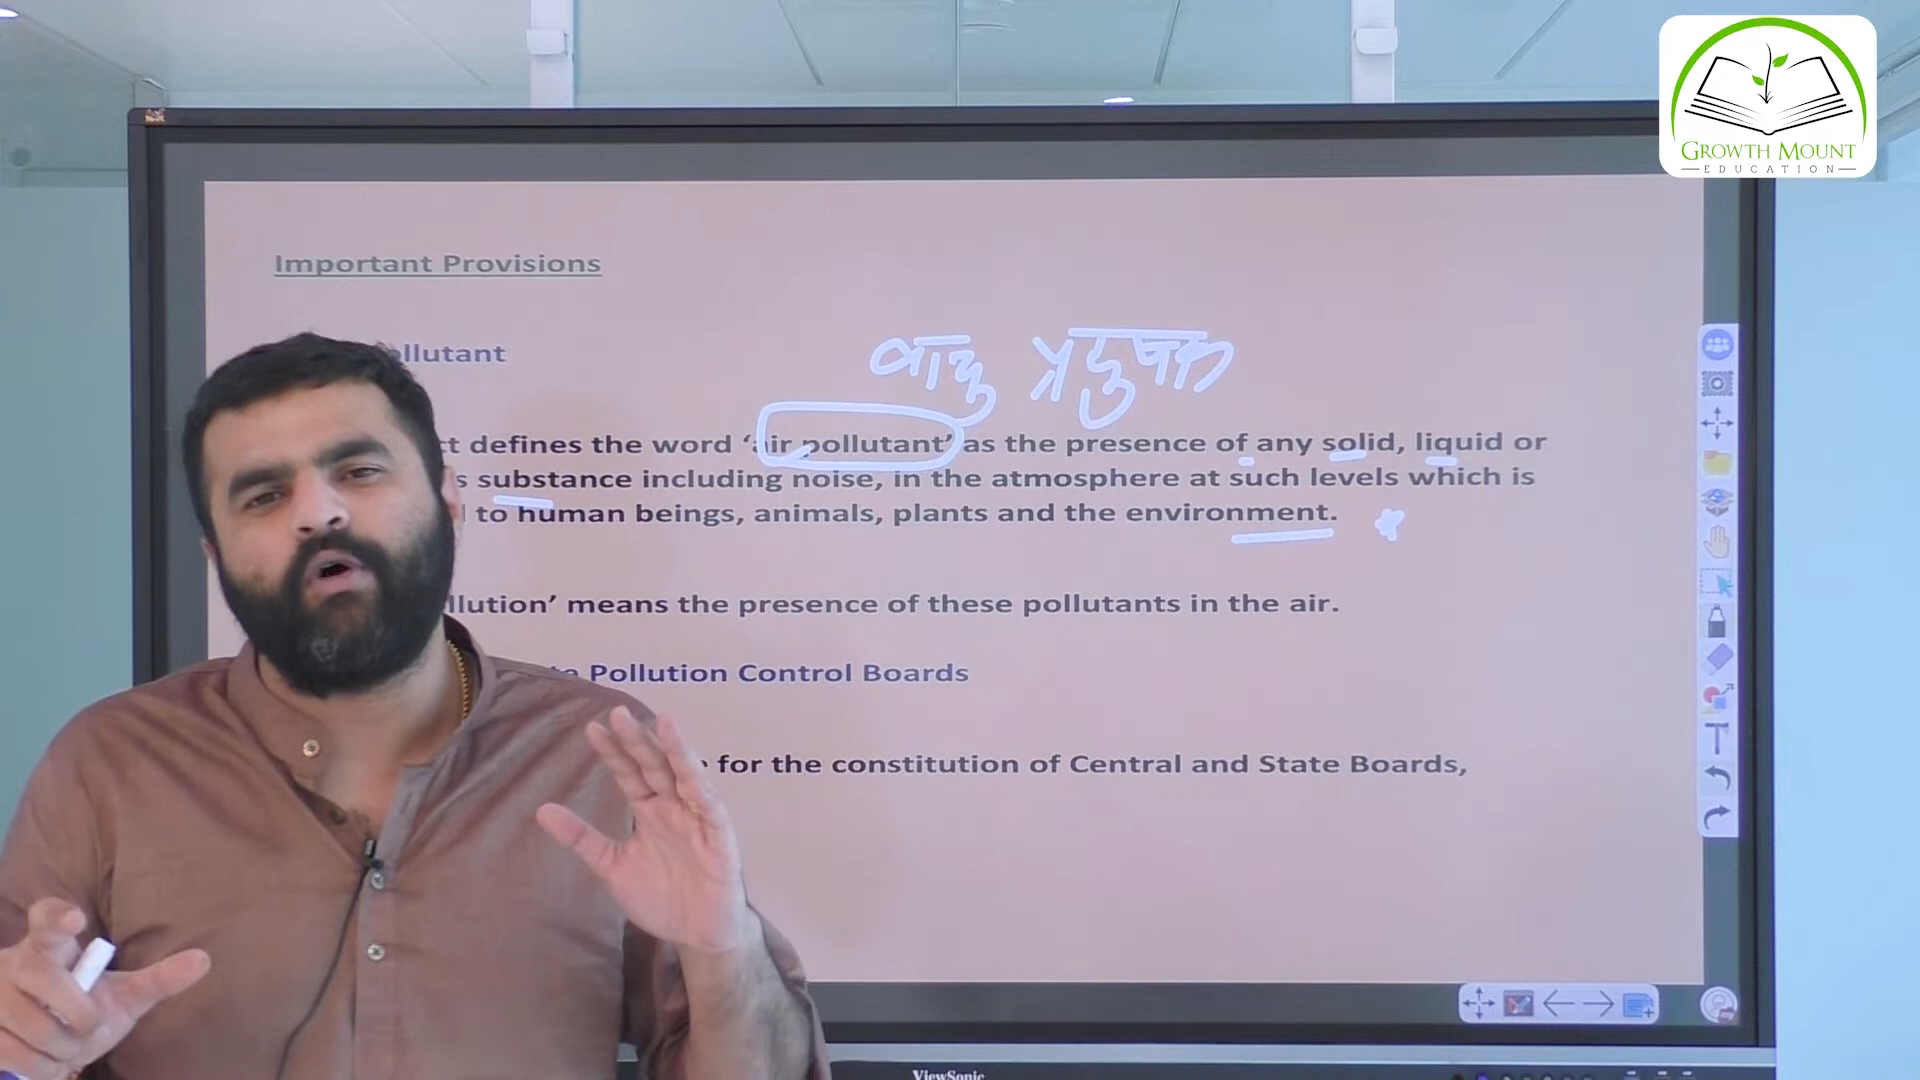 GROWTH MOUNT
EDUCATION
Important Provisions
ollutant
वायु प्रदुषक
ct defines the word ‘air pollutant’ as the presence of any solid, liquid or
s substance including noise, in the atmosphere at such levels which is
to human beings, animals, plants and the environment.
llution’ means the presence of these pollutants in the air.
Pollution Control Boards
for the constitution of Central and State Boards,
ViewSonic